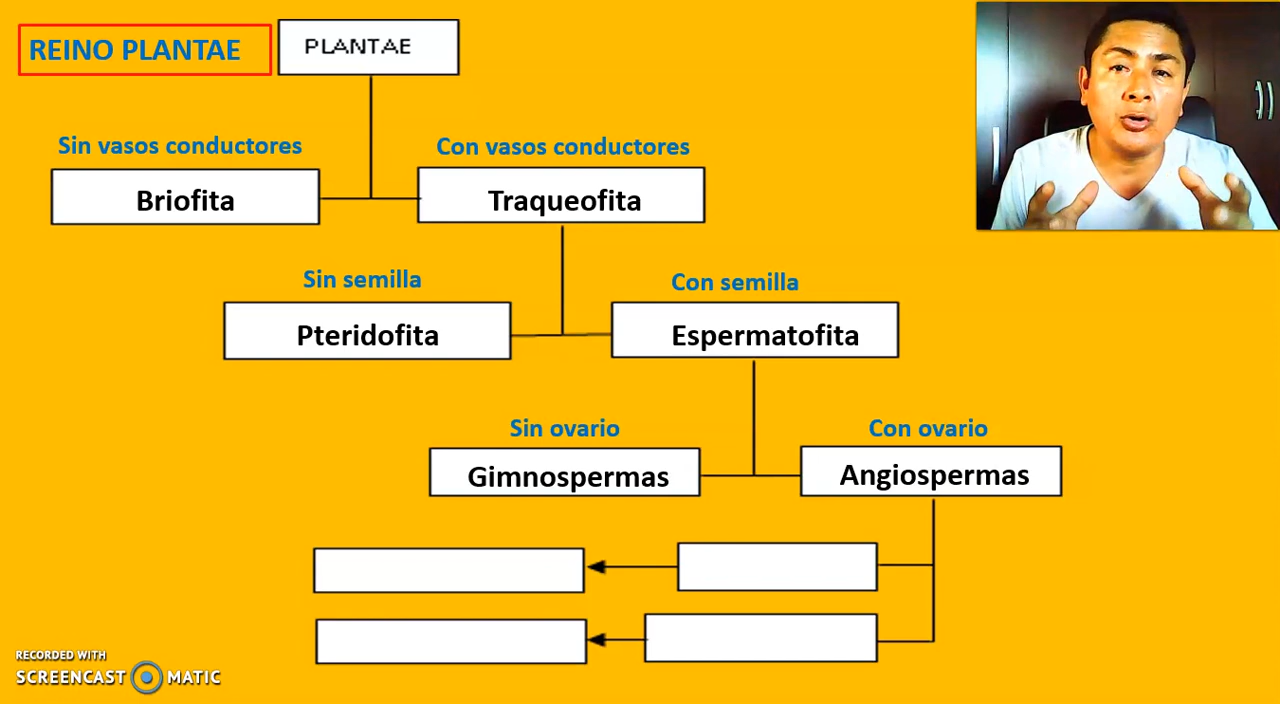 REINO PLANTAE
PLANTAE
Sin vasos conductores
Con vasos conductores
Briofita
Traqueofita
Sin semilla
Con semilla
Pteridofita
Espermatofita
Sin ovario
Con ovario
Gimnospermas
Angiospermas
RECORDED WITH
SCREENCAST MATIC